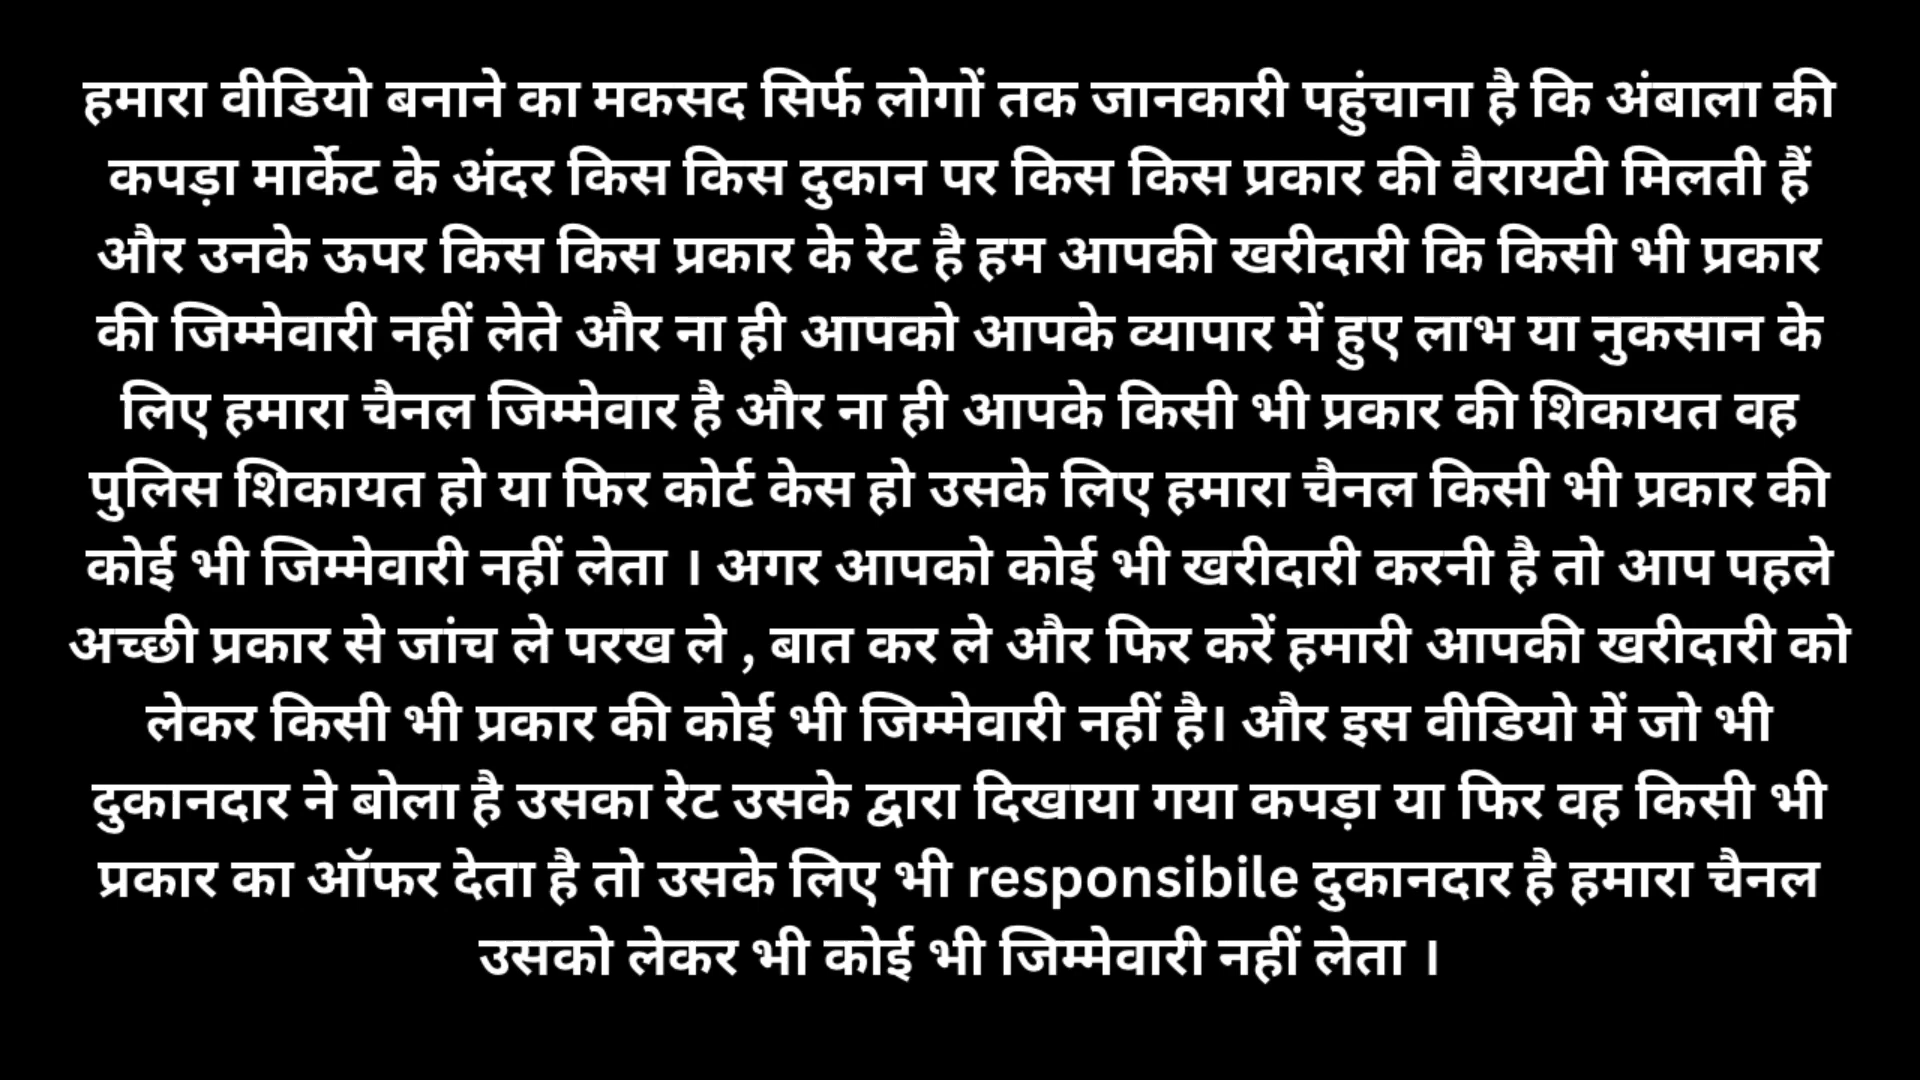 हमारा वीडियो बनाने का मकसद सिर्फ लोगों तक जानकारी पहुंचाना है कि अंबाला की
कपड़ा मार्केट के अंदर किस किस दुकान पर किस किस प्रकार की वैरायटी मिलती हैं
और उनके ऊपर किस किस प्रकार के रेट है हम आपकी खरीदारी कि किसी भी प्रकार
की जिम्मेवारी नहीं लेते और ना ही आपको आपके व्यापार में हुए लाभ या नुकसान के
लिए हमारा चैनल जिम्मेवार है और ना ही आपके किसी भी प्रकार की शिकायत वह
पुलिस शिकायत हो या फिर कोर्ट केस हो उसके लिए हमारा चैनल किसी भी प्रकार की
कोई भी जिम्मेवारी नहीं लेता । अगर आपको कोई भी खरीदारी करनी है तो आप पहले
अच्छी प्रकार से जांच ले परख ले , बात कर ले और फिर करें हमारी आपकी खरीदारी को
लेकर किसी भी प्रकार की कोई भी जिम्मेवारी नहीं है। और इस वीडियो में जो भी
दुकानदार ने बोला है उसका रेट उसके द्वारा दिखाया गया कपड़ा या फिर वह किसी भी
प्रकार का ऑफर देता है तो उसके लिए भी responsibile दुकानदार है हमारा चैनल
उसको लेकर भी कोई भी जिम्मेवारी नहीं लेता ।